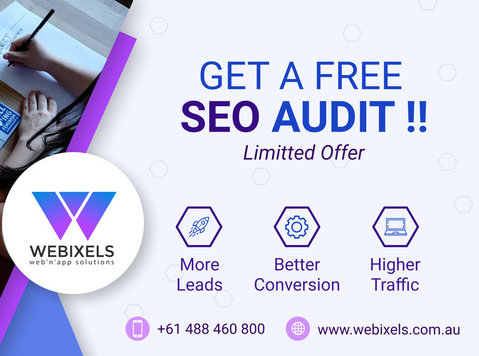 GET A FREE
SEO AUDIT !!
Limitted Offer
WEBIXELS
web'n'app solutions
More
Leads
Better
Conversion
Higher
Traffic
+61 488 460 800
www.webixels.com.au